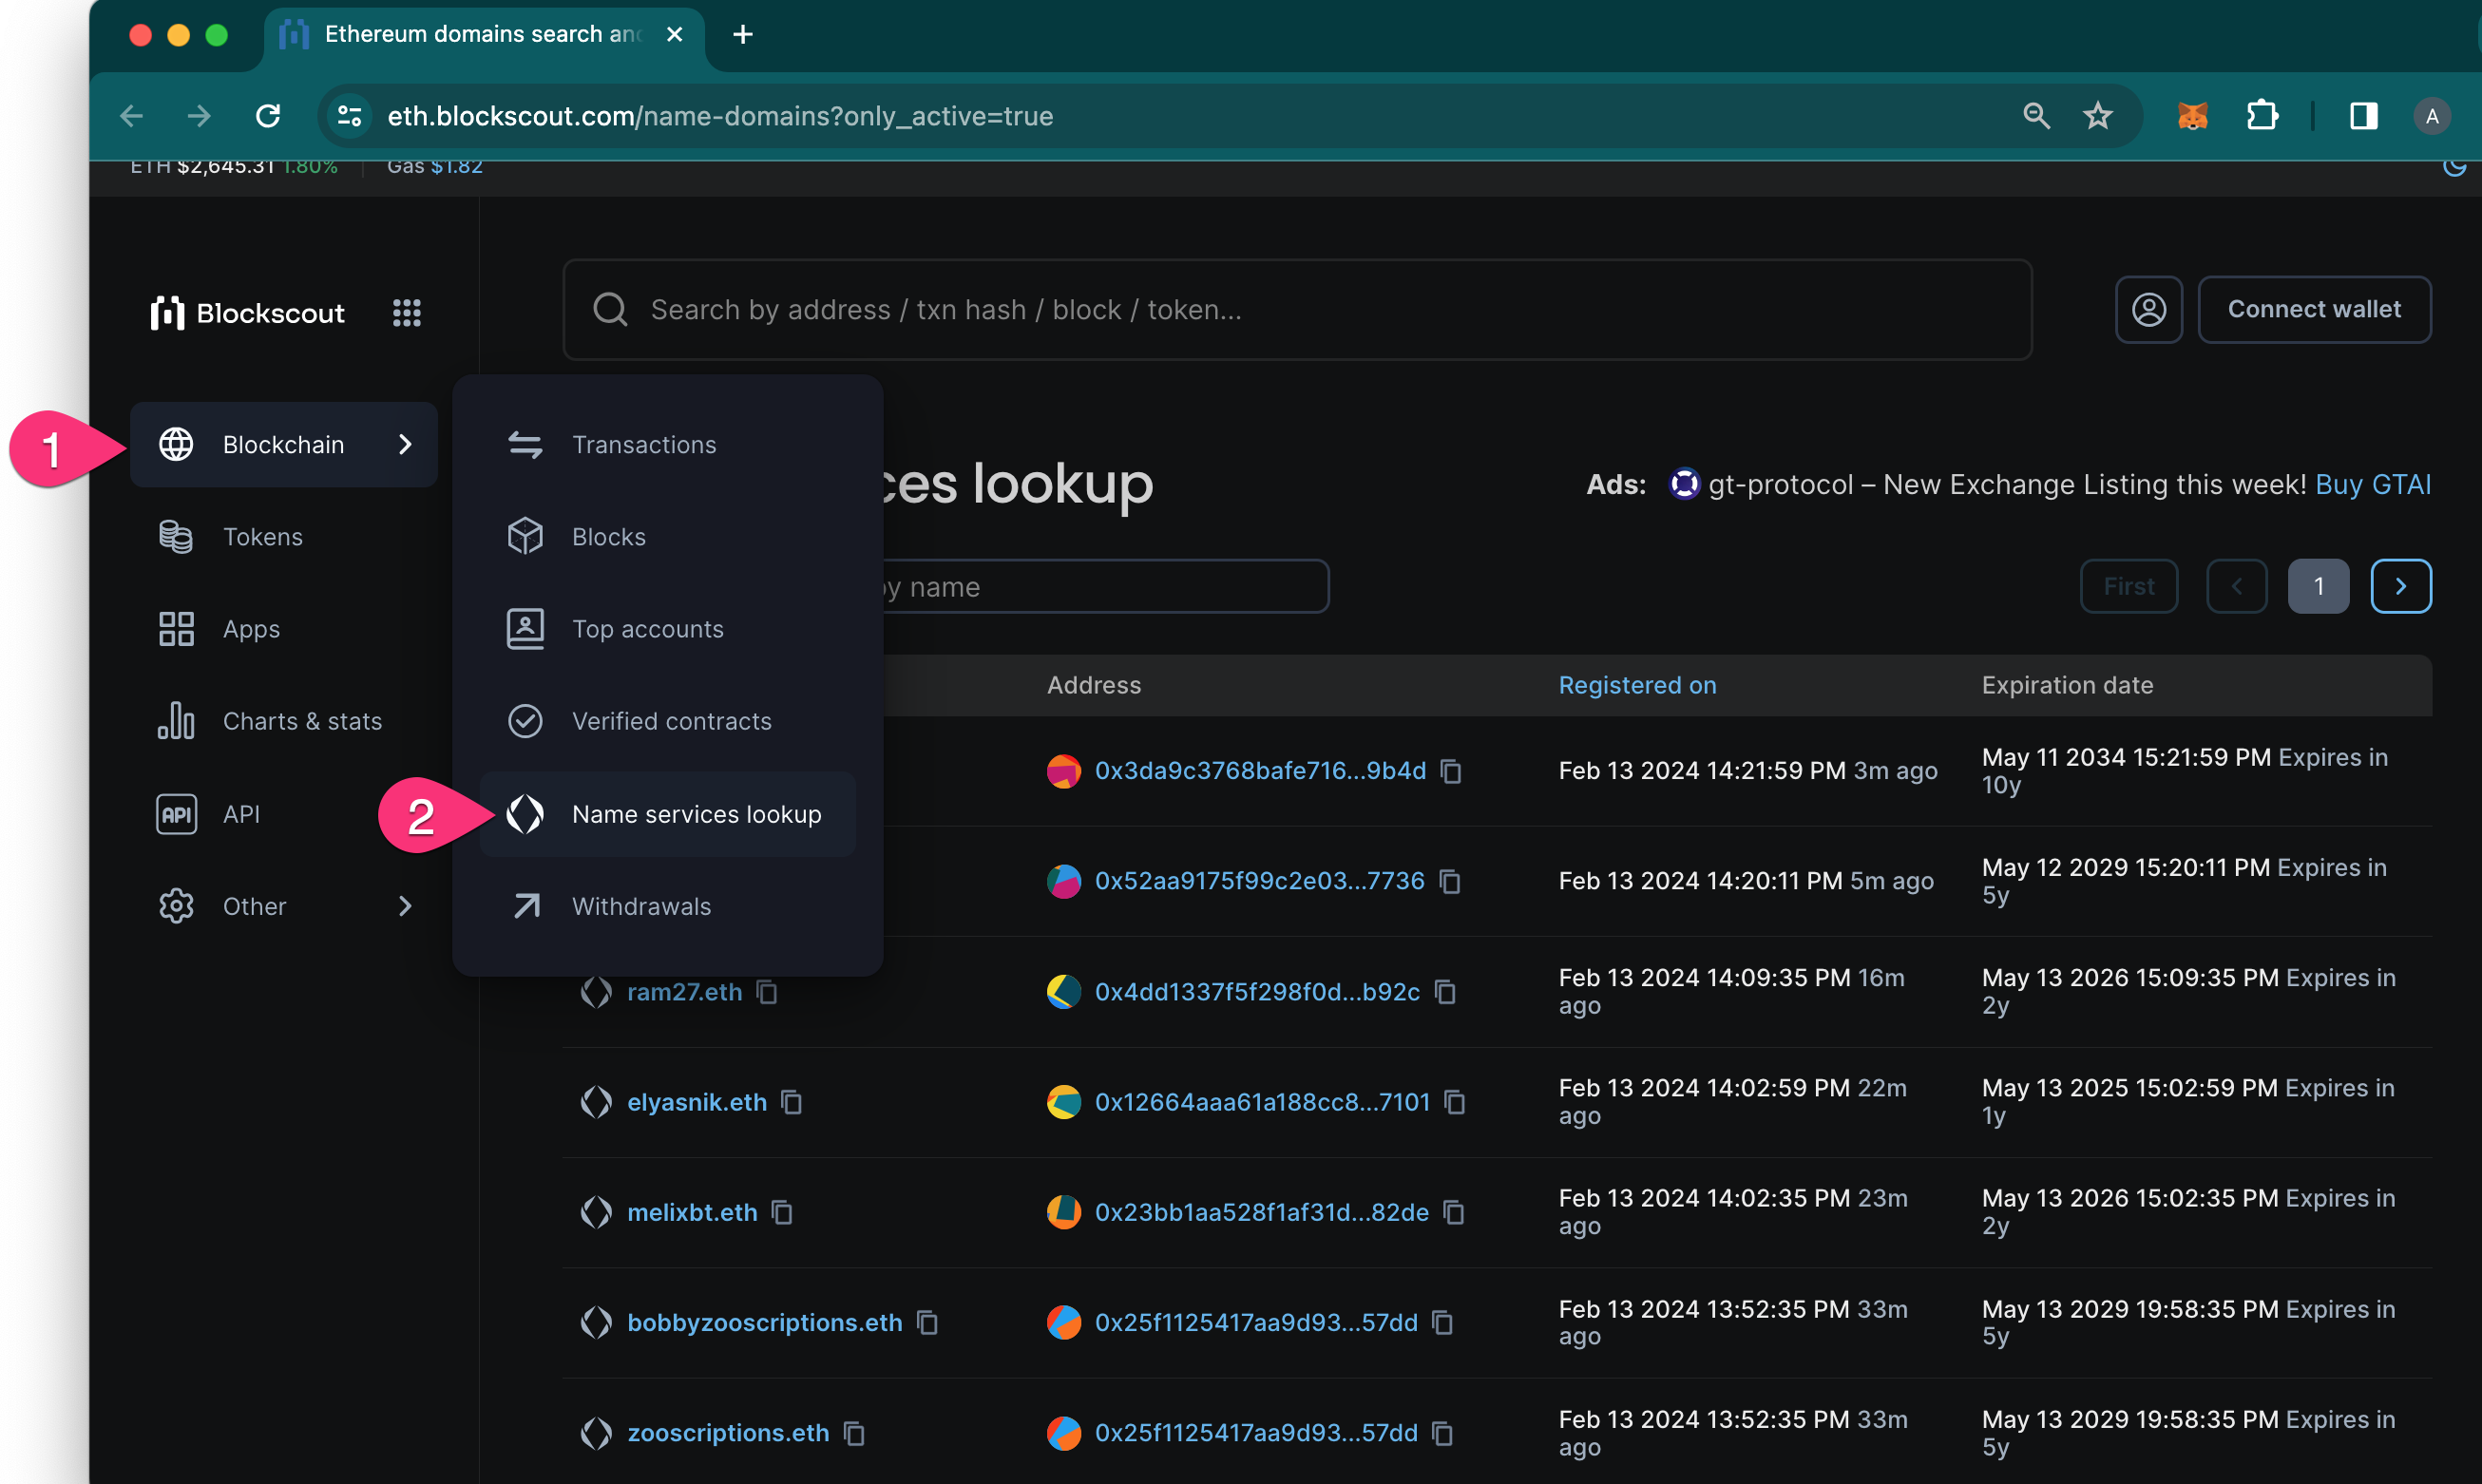 Ethereum domains search an
eth.blockscout.com/name-domains?only_active=true
A
ETH $2,645.31 1.80% Gas $1.82
Blockscout
Search by address / txn hash / block / token...
Connect wallet
1
Blockchain
Tokens
Apps
Charts & stats
API API
Other
Transactions
Blocks
Top accounts
Verified contracts
2
Name services lookup
Withdrawals
ces lookup
Ads: gt-protocol – New Exchange Listing this week! Buy GTAI
by name
First 1
Address Registered on Expiration date
0x3da9c3768bafe716...9b4d Feb 13 2024 14:21:59 PM 3m ago May 11 2034 15:21:59 PM Expires in
10y
0x52aa9175f99c2e03...7736 Feb 13 2024 14:20:11 PM 5m ago May 12 2029 15:20:11 PM Expires in
5y
ram27.eth 0x4dd1337f5f298f0d...b92c Feb 13 2024 14:09:35 PM 16m May 13 2026 15:09:35 PM Expires in
ago 2y
elyasnik.eth 0x12664aaa61a188cc8...7101 Feb 13 2024 14:02:59 PM 22m May 13 2025 15:02:59 PM Expires in
ago 1y
melixbt.eth 0x23bb1aa528f1af31d...82de Feb 13 2024 14:02:35 PM 23m May 13 2026 15:02:35 PM Expires in
ago 2y
bobbyzooscriptions.eth 0x25f1125417aa9d93...57dd Feb 13 2024 13:52:35 PM 33m May 13 2029 19:58:35 PM Expires in
ago 5y
zooscriptions.eth 0x25f1125417aa9d93...57dd Feb 13 2024 13:52:35 PM 33m May 13 2029 19:58:35 PM Expires in
ago 5y